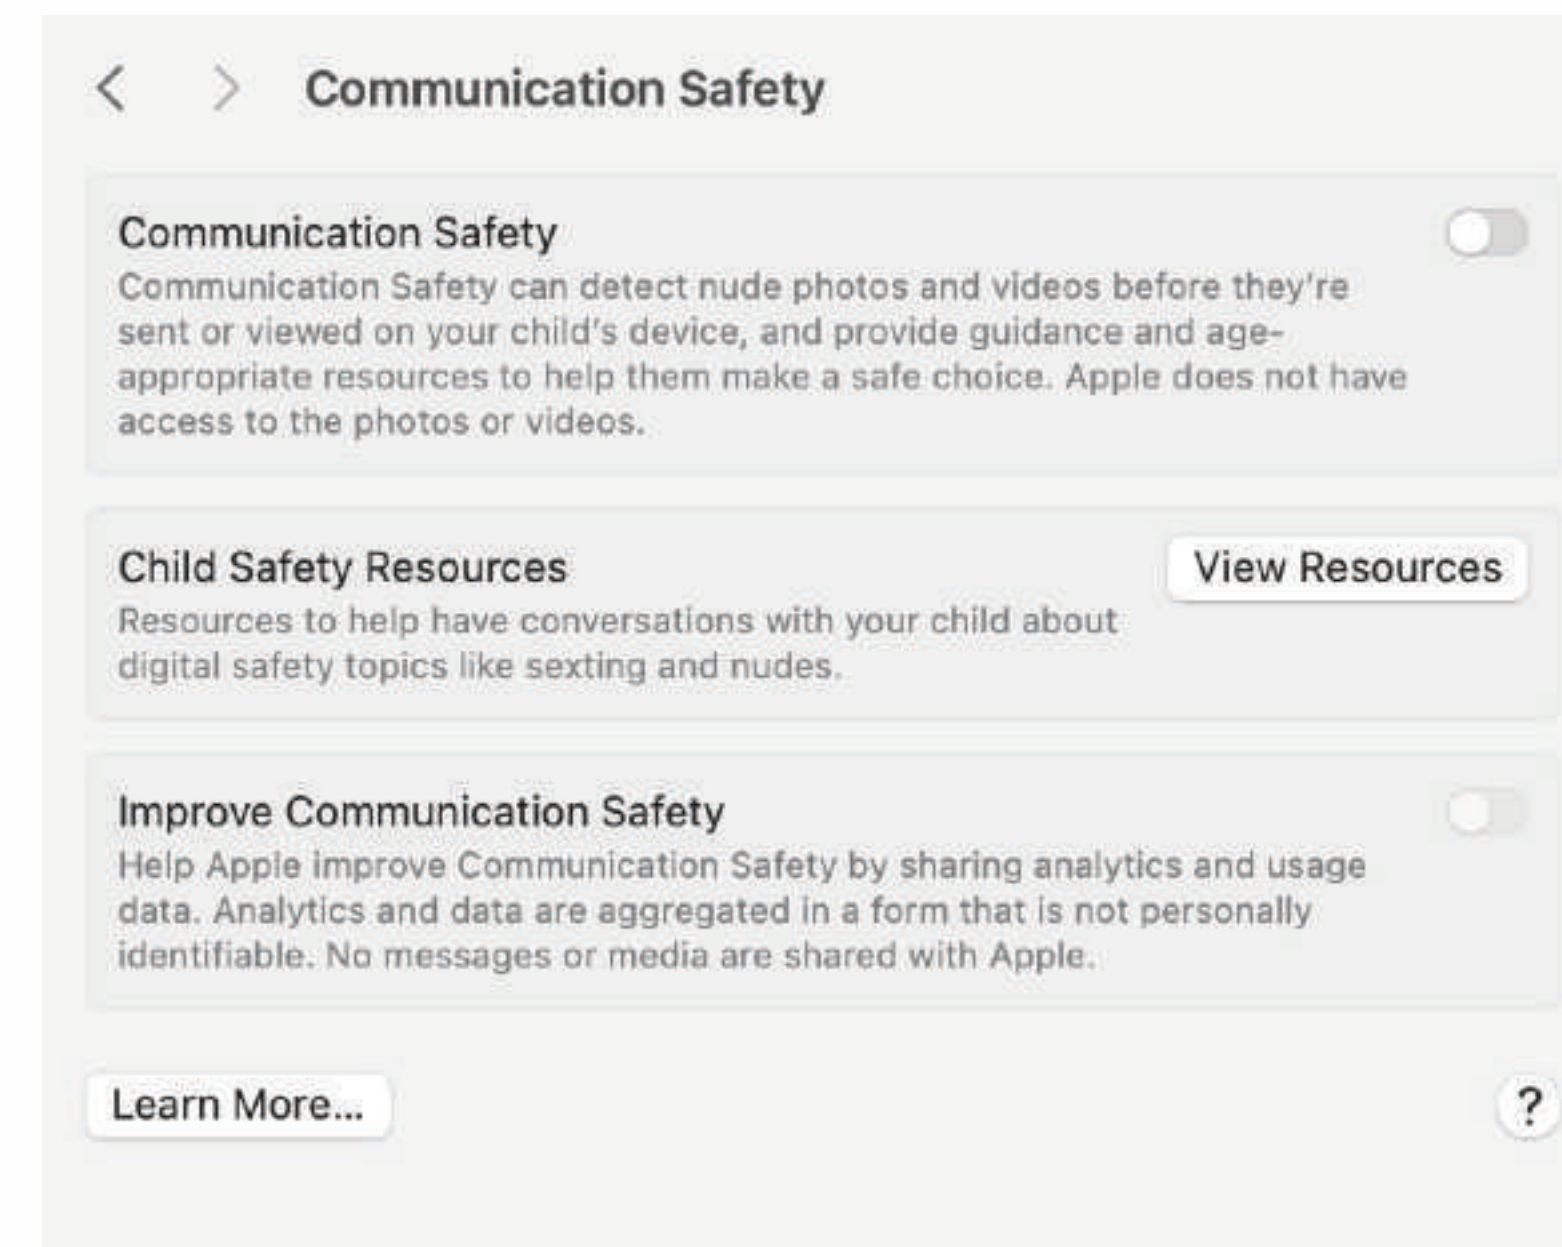 Communication Safety
Communication Safety
Communication Safety can detect nude photos and videos before they're
sent or viewed on your child's device, and provide guidance and age-
appropriate resources to help them make a safe choice. Apple does not have
access to the photos or videos.
Child Safety Resources
View Resources
Resources to help have conversations with your child about
digital safety topics like sexting and nudes.
Improve Communication Safety
Help Apple improve Communication Safety by sharing analytics and usage
data. Analytics and data are aggregated in a form that is not personally
identifiable. No messages or media are shared with Apple.
Learn More...
?